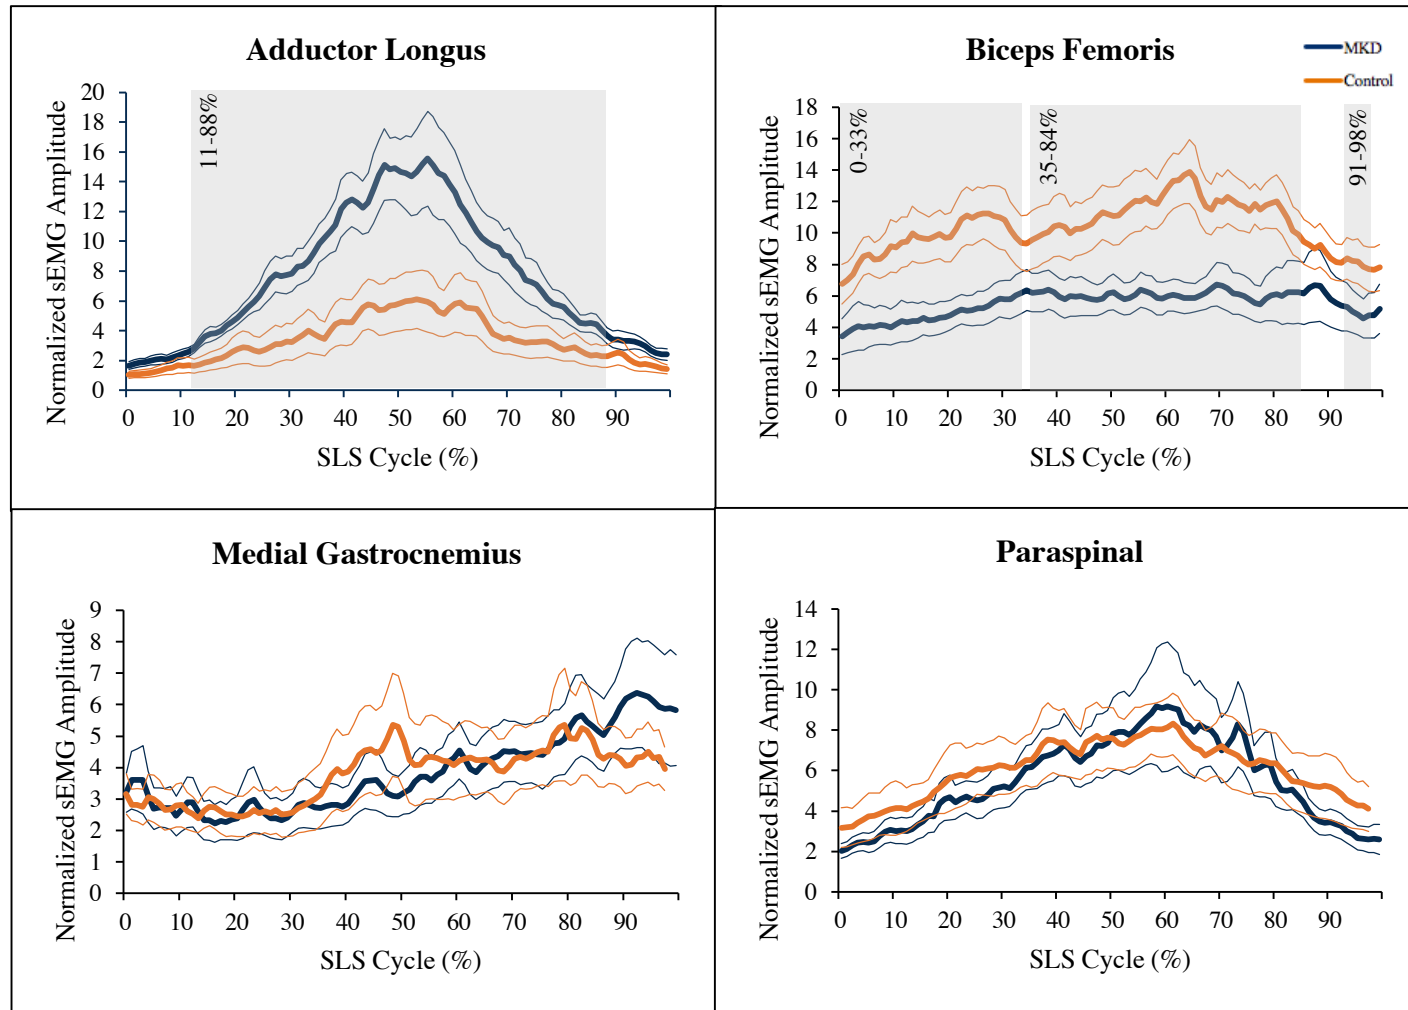 Adductor Longus
Normalized sEMG Amplitude
20
18
16
14
12
10
8
6
4
2
0
11-88%
0 10 20 30 40 50 60 70 80 90
SLS Cycle (%)
Biceps Femoris
MKD
Control
Normalized sEMG Amplitude
18
16
14
12
10
8
6
4
2
0
0-33%
35-84%
91-98%
0 10 20 30 40 50 60 70 80 90
SLS Cycle (%)
Medial Gastrocnemius
Normalized sEMG Amplitude
9
8
7
6
5
4
3
2
1
0
0 10 20 30 40 50 60 70 80 90
SLS Cycle (%)
Paraspinal
Normalized sEMG Amplitude
14
12
10
8
6
4
2
0
0 10 20 30 40 50 60 70 80 90
SLS Cycle (%)